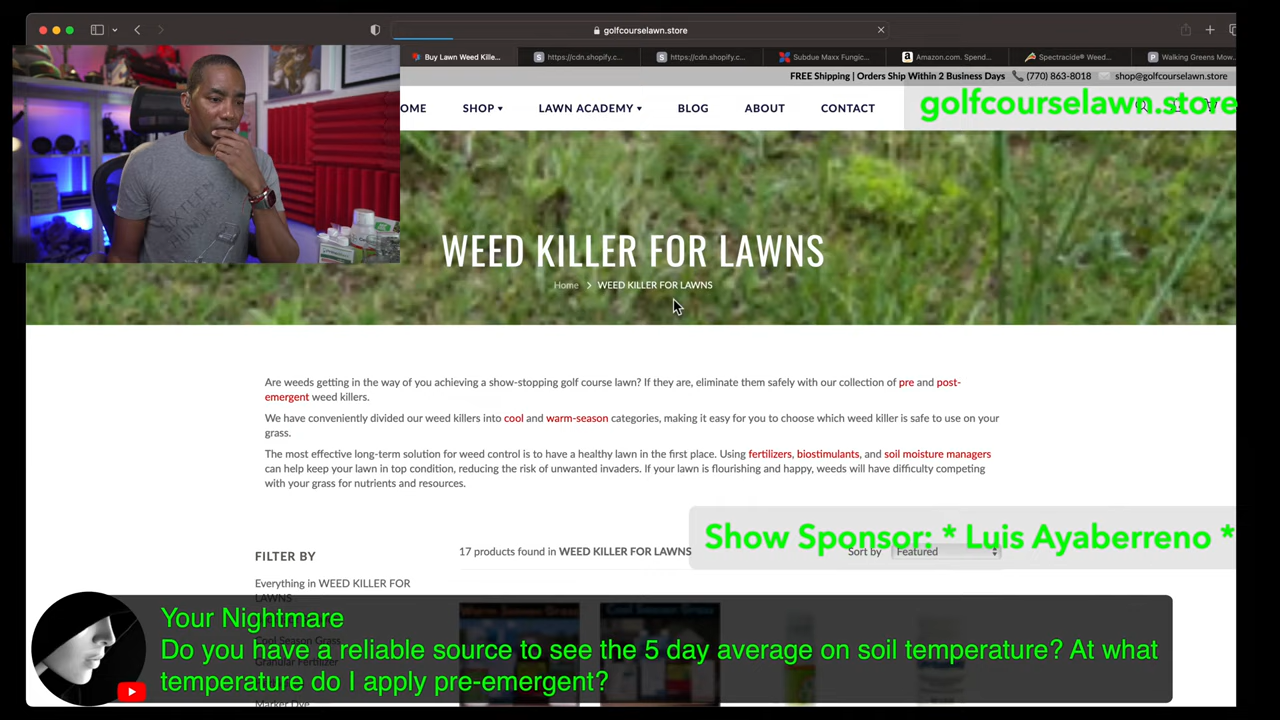 golfcourselawn.store
Buy Lawn Weed Kille...
https://cdn.shopify.c...
https://cdn.shopify.c...
Subdue Maxx Fungic...
Amazon.com. Spend...
Spectracide® Weed...
Walking Greens Mow...
FREE Shipping | Orders Ship Within 2 Business Days (770) 863-8018 shop@golfcourselawn.store
OME SHOP LAWN ACADEMY BLOG ABOUT CONTACT
golfcourselawn.store
WEED KILLER FOR LAWNS
Home > WEED KILLER FOR LAWNS
Are weeds getting in the way of you achieving a show-stopping golf course lawn? If they are, eliminate them safely with our collection of pre and post-
emergent weed killers.
We have conveniently divided our weed killers into cool and warm-season categories, making it easy for you to choose which weed killer is safe to use on your
grass.
The most effective long-term solution for weed control is to have a healthy lawn in the first place. Using fertilizers, biostimulants, and soil moisture managers
can help keep your lawn in top condition, reducing the risk of unwanted invaders. If your lawn is flourishing and happy, weeds will have difficulty competing
with your grass for nutrients and resources.
Show Sponsor: * Luis Ayaberreno *
FILTER BY
17 products found in WEED KILLER FOR LAWNS
Sort by Featured
Everything in WEED KILLER FOR
LAWNS
Cool Season Grass
Granular Fertilizer
Marker Dye
Warm Season Grass
Cool Season Grass
Your Nightmare
Do you have a reliable source to see the 5 day average on soil temperature? At what
temperature do I apply pre-emergent?